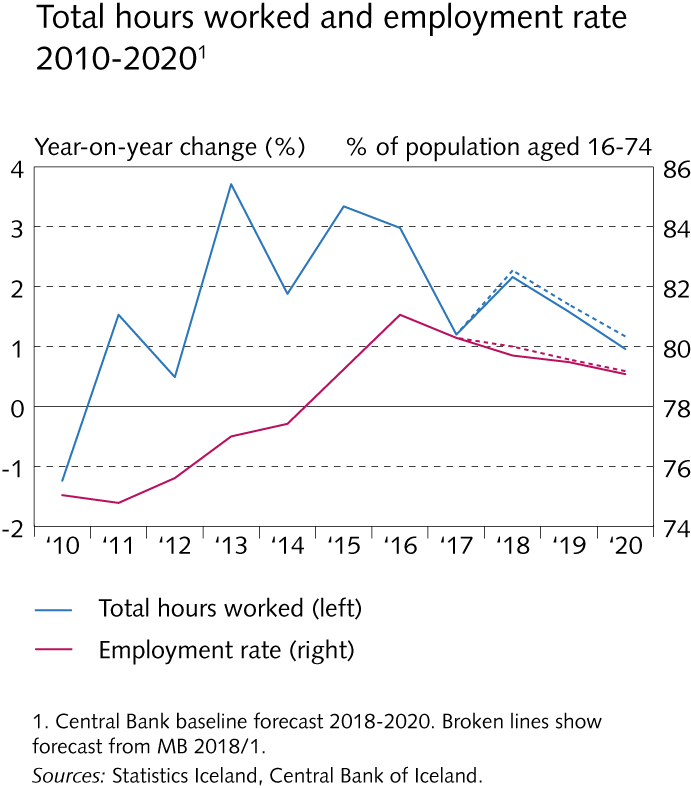 Total hours worked and employment rate
2010-2020¹
Year-on-year change (%) % of population aged 16-74
4 86
3 84
2 82
1 80
0 78
-1 76
-2 74
‘10 ‘11 ‘12 ‘13 ‘14 ‘15 ‘16 ‘17 ‘18 ‘19 ‘20
Total hours worked (left)
Employment rate (right)
1. Central Bank baseline forecast 2018-2020. Broken lines show
forecast from MB 2018/1.
Sources: Statistics Iceland, Central Bank of Iceland.